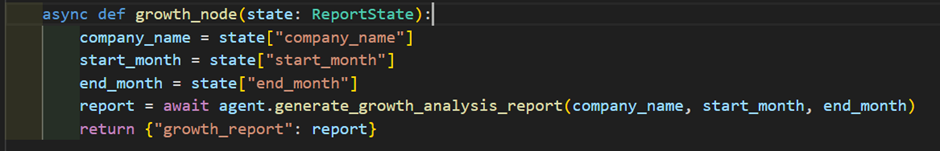 async def growth_node(state: ReportState):
    company_name = state["company_name"]
    start_month = state["start_month"]
    end_month = state["end_month"]
    report = await agent.generate_growth_analysis_report(company_name, start_month, end_month)
    return {"growth_report": report}